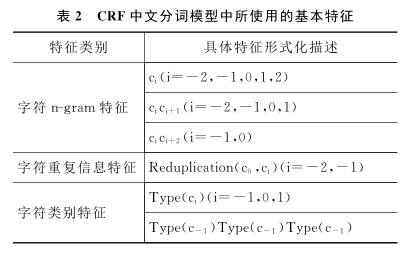 表 2 CRF 中文分词模型中所使用的基本特征
特征类别 具体特征形式化描述
字符 n-gram 特征
c_i(i=-2,-1,0,1,2)
c_i c_{i+1}(i=-2,-1,0,1)
c_i c_{i+2}(i=-1,0)
字符重复信息特征 Reduplication(c_0,c_i)(i=-2,-1)
字符类别特征
Type(c_i)(i=-1,0,1)
Type(c_{-1})Type(c_{-1})Type(c_{-1})